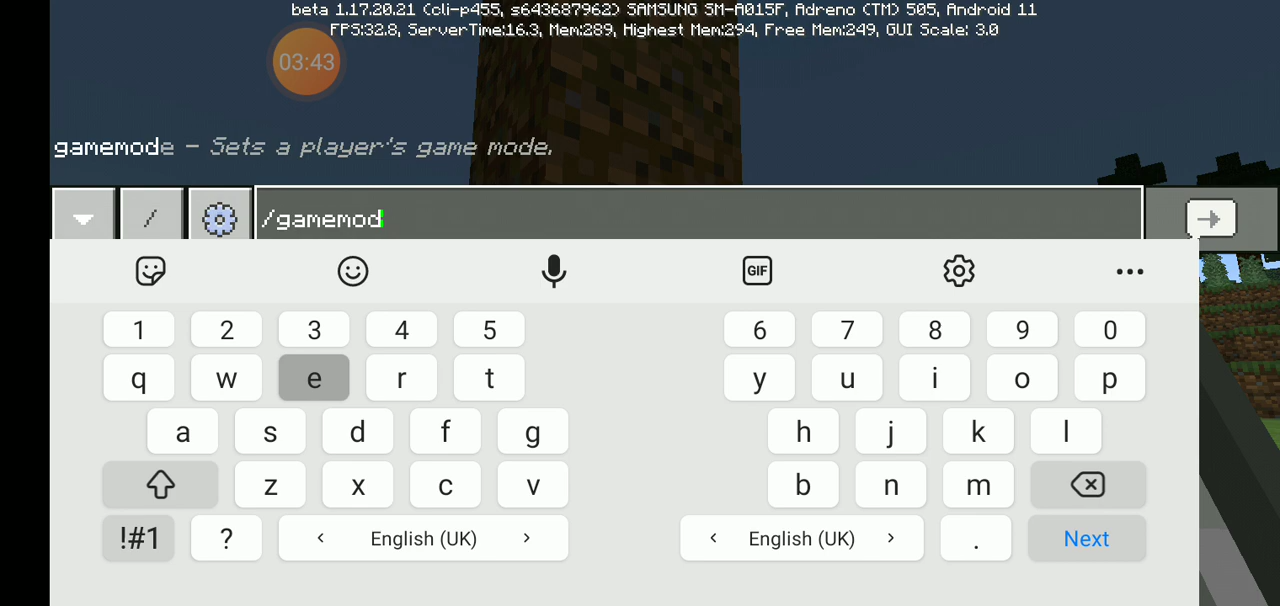 beta 1.17.20.21 (cli-p455, s643687962) SAMSUNG SM-A015F, Adreno (TM) 505, Android 11
FPS:32.8, ServerTime:16.3, Mem:289, Highest Mem:294, Free Mem:249, GUI Scale: 3.0
03:43
gamemode - Sets a player's game mode.
/ /gamemod
GIF
1 2 3 4 5 6 7 8 9 0
q w e r t y u i o p
a s d f g h j k l
z x c v b n m
!#1 ? < English (UK) > < English (UK) > . Next